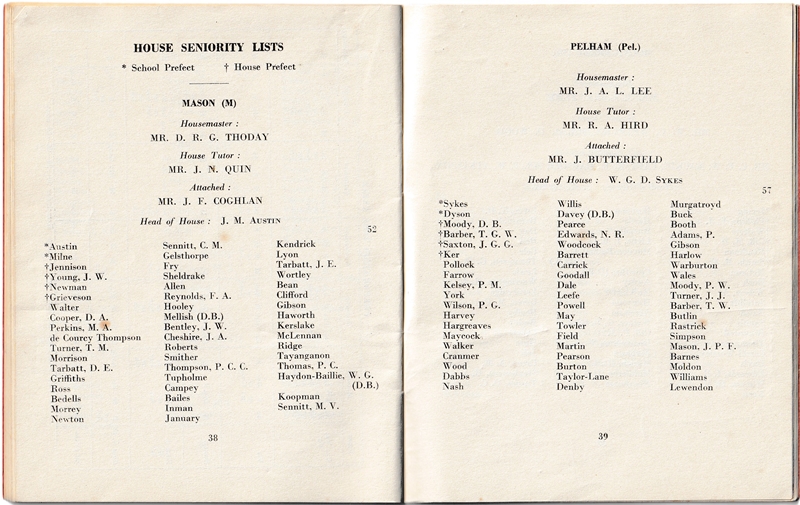 HOUSE SENIORITY LISTS
* School Prefect † House Prefect
MASON (M)
Housemaster :
MR. D. R. G. THODAY
House Tutor :
MR. J. N. QUIN
Attached :
MR. J. F. COGHLAN
Head of House : J. M. AUSTIN
52
*Austin
*Milne
†Jennison
†Young, J. W.
†Newman
†Grieveson
Walter
Cooper, D. A.
Perkins, M. A.
de Courcy Thompson
Turner, T. M.
Morrison
Tarbatt, D. E.
Griffiths
Ross
Bedells
Morrey
Newton
Sennitt, C. M.
Gelsthorpe
Fry
Sheldrake
Allen
Reynolds, F. A.
Hooley
Mellish (D.B.)
Bentley, J. W.
Cheshire, J. A.
Roberts
Smither
Thompson, P. C. C.
Tupholme
Campey
Bailes
Inman
January
Kendrick
Lyon
Tarbatt, J. E.
Wortley
Bean
Clifford
Gibson
Haworth
Kerslake
McLennan
Ridge
Tayanganon
Thomas, P. C.
Haydon-Baillie, W. G.
(D.B.)
Koopman
Sennitt, M. V.
38
PELHAM (Pel.)
Housemaster :
MR. J. A. L. LEE
House Tutor :
MR. R. A. HIRD
Attached :
MR. J. BUTTERFIELD
Head of House : W. G. D. SYKES
57
*Sykes
*Dyson
†Moody, D. B.
†Barber, T. G. W.
†Saxton, J. G. G.
†Ker
Pollock
Farrow
Kelsey, P. M.
York
Wilson, P. G.
Harvey
Hargreaves
Maycock
Walker
Cranmer
Wood
Dabbs
Nash
Willis
Davey (D.B.)
Pearce
Edwards, N. R.
Woodcock
Barrett
Carrick
Goodall
Dale
Leefe
Powell
May
Towler
Field
Martin
Pearson
Burton
Taylor-Lane
Denby
Murgatroyd
Buck
Booth
Adams, P.
Gibson
Harlow
Warburton
Wales
Moody, P. W.
Turner, J. J.
Barber, T. W.
Butlin
Rastrick
Simpson
Mason, J. P. F.
Barnes
Moldon
Williams
Lewendon
39